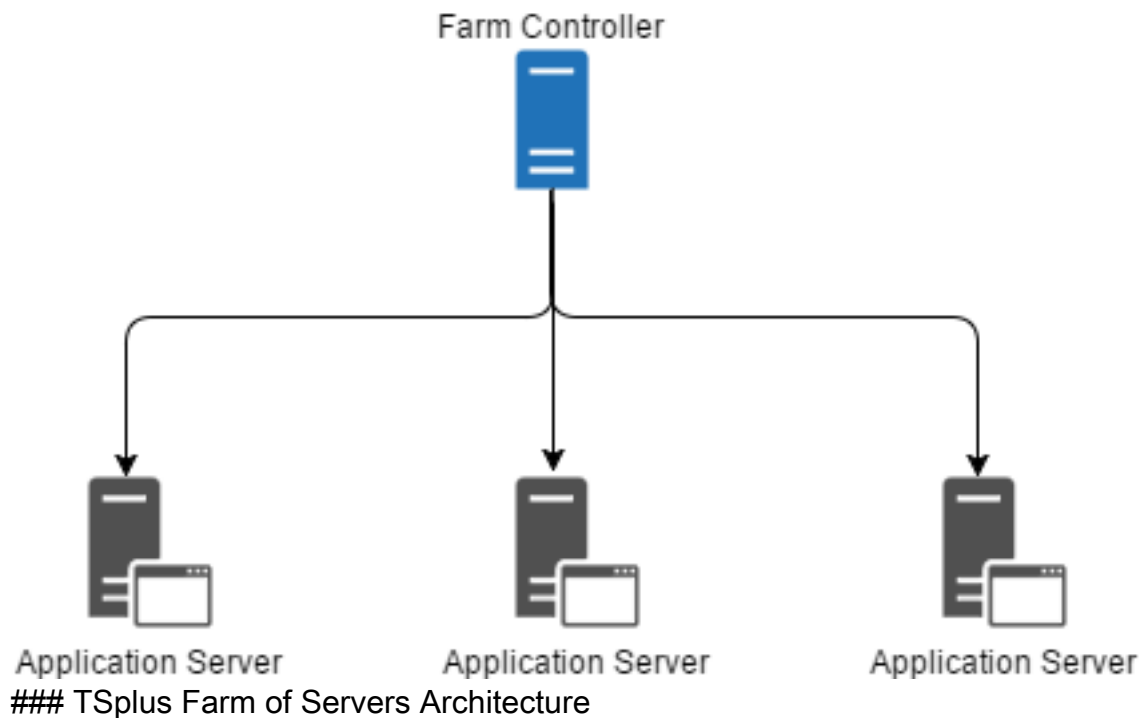 Farm Controller
Application Server Application Server Application Server
### TSplus Farm of Servers Architecture